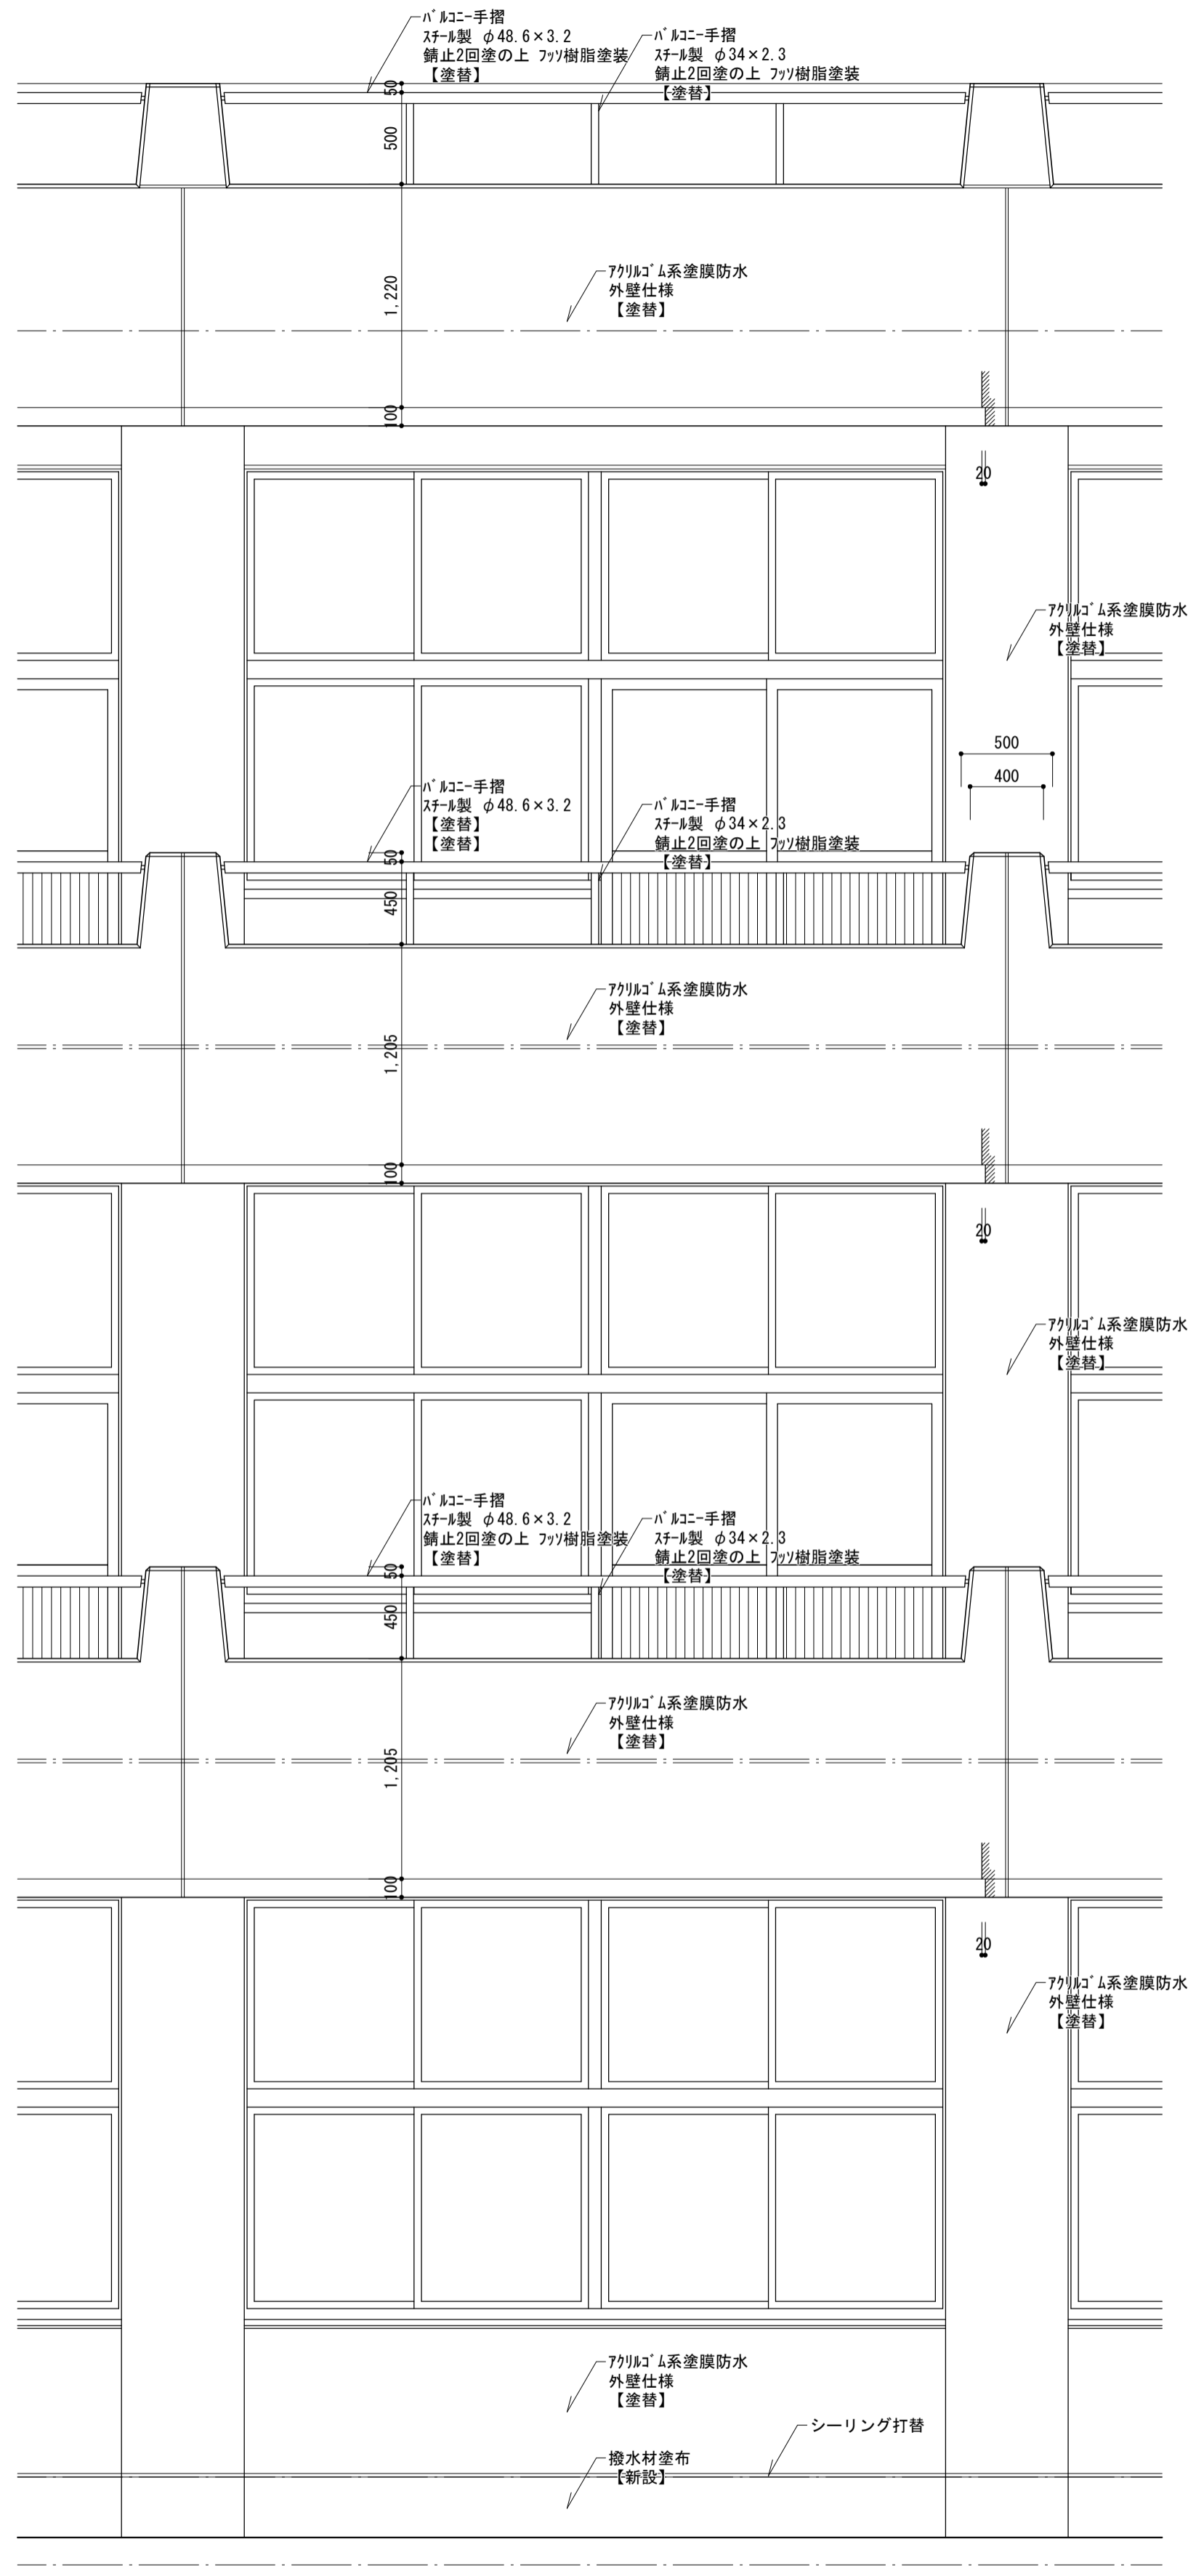 ﾊﾞﾙｺﾆｰ手摺
ｽﾁｰﾙ製 φ48.6×3.2
錆止2回塗の上 ﾌｯｿ樹脂塗装
【塗替】
ﾊﾞﾙｺﾆｰ手摺
ｽﾁｰﾙ製 φ34×2.3
錆止2回塗の上 ﾌｯｿ樹脂塗装
【塗替】
50
500
1,220
ｱｸﾘﾙｺﾞﾑ系塗膜防水
外壁仕様
【塗替】
100
20
ｱｸﾘﾙｺﾞﾑ系塗膜防水
外壁仕様
【塗替】
500
400
ﾊﾞﾙｺﾆｰ手摺
ｽﾁｰﾙ製 φ48.6×3.2
【塗替】
【塗替】
ﾊﾞﾙｺﾆｰ手摺
ｽﾁｰﾙ製 φ34×2.3
錆止2回塗の上 ﾌｯｿ樹脂塗装
【塗替】
50
450
ｱｸﾘﾙｺﾞﾑ系塗膜防水
外壁仕様
【塗替】
1,205
100
20
ｱｸﾘﾙｺﾞﾑ系塗膜防水
外壁仕様
【塗替】
ﾊﾞﾙｺﾆｰ手摺
ｽﾁｰﾙ製 φ48.6×3.2
錆止2回塗の上 ﾌｯｿ樹脂塗装
【塗替】
ﾊﾞﾙｺﾆｰ手摺
ｽﾁｰﾙ製 φ34×2.3
錆止2回塗の上 ﾌｯｿ樹脂塗装
【塗替】
50
450
ｱｸﾘﾙｺﾞﾑ系塗膜防水
外壁仕様
【塗替】
1,205
100
20
ｱｸﾘﾙｺﾞﾑ系塗膜防水
外壁仕様
【塗替】
ｱｸﾘﾙｺﾞﾑ系塗膜防水
外壁仕様
【塗替】
シーリング打替
撥水材塗布
【新設】